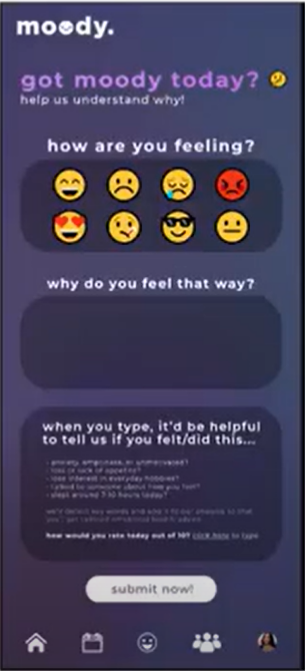 moody.
got moody today?
help us understand why!
how are you feeling?
why do you feel that way?
when you type, it'd be helpful
to tell us if you felt/did this...
- anxiety, emptiness, or unmotivated?
- loss or lack of appetite?
- lose interest in everyday hobbies?
- talked to someone about how you felt?
- slept around 7-10 hours today?
we'll detect key words and add it to our analysis so that
how would you rate today out of 10? click here to type
submit now!